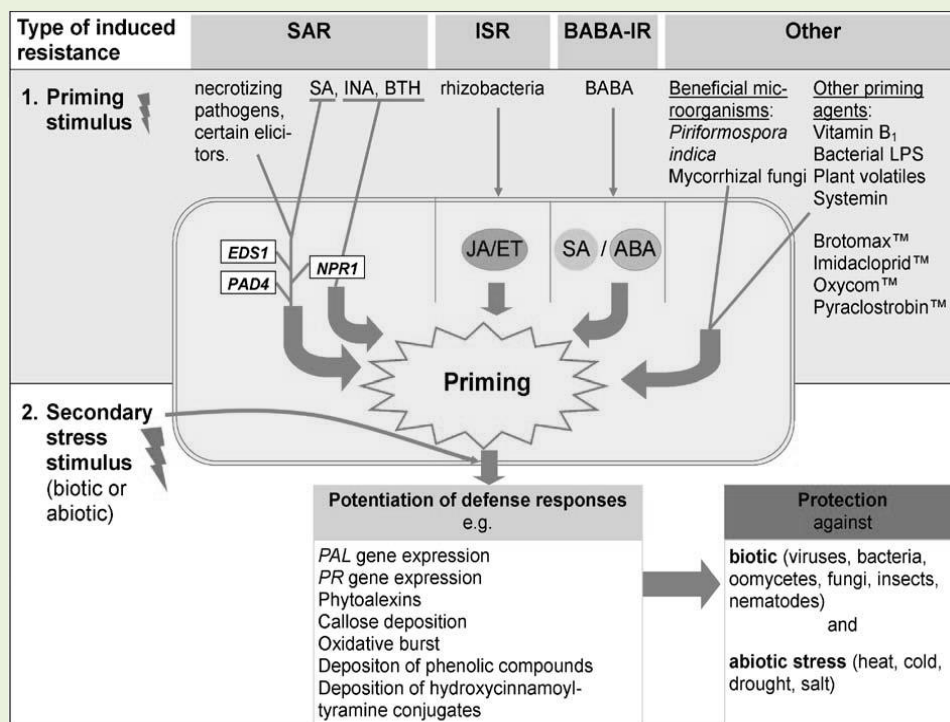 Type of induced
resistance
SAR
ISR
BABA-IR
Other
1. Priming
stimulus
necrotizing
pathogens,
certain elici-
tors.
SA, INA, BTH
rhizobacteria
BABA
Beneficial mic-
roorganisms:
Piriformospora
indica
Mycorrhizal fungi
Other priming
agents:
Vitamin B₁
Bacterial LPS
Plant volatiles
Systemin
Brotomax™
Imidacloprid™
Oxycom™
Pyraclostrobin™
EDS1
PAD4
NPR1
JA/ET
SA / ABA
Priming
2. Secondary
stress
stimulus
(biotic or
abiotic)
Potentiation of defense responses
e.g.
PAL gene expression
PR gene expression
Phytoalexins
Callose deposition
Oxidative burst
Depositon of phenolic compounds
Deposition of hydroxycinnamoyl-
tyramine conjugates
Protection
against
biotic (viruses, bacteria,
oomycetes, fungi, insects,
nematodes)
and
abiotic stress (heat, cold,
drought, salt)